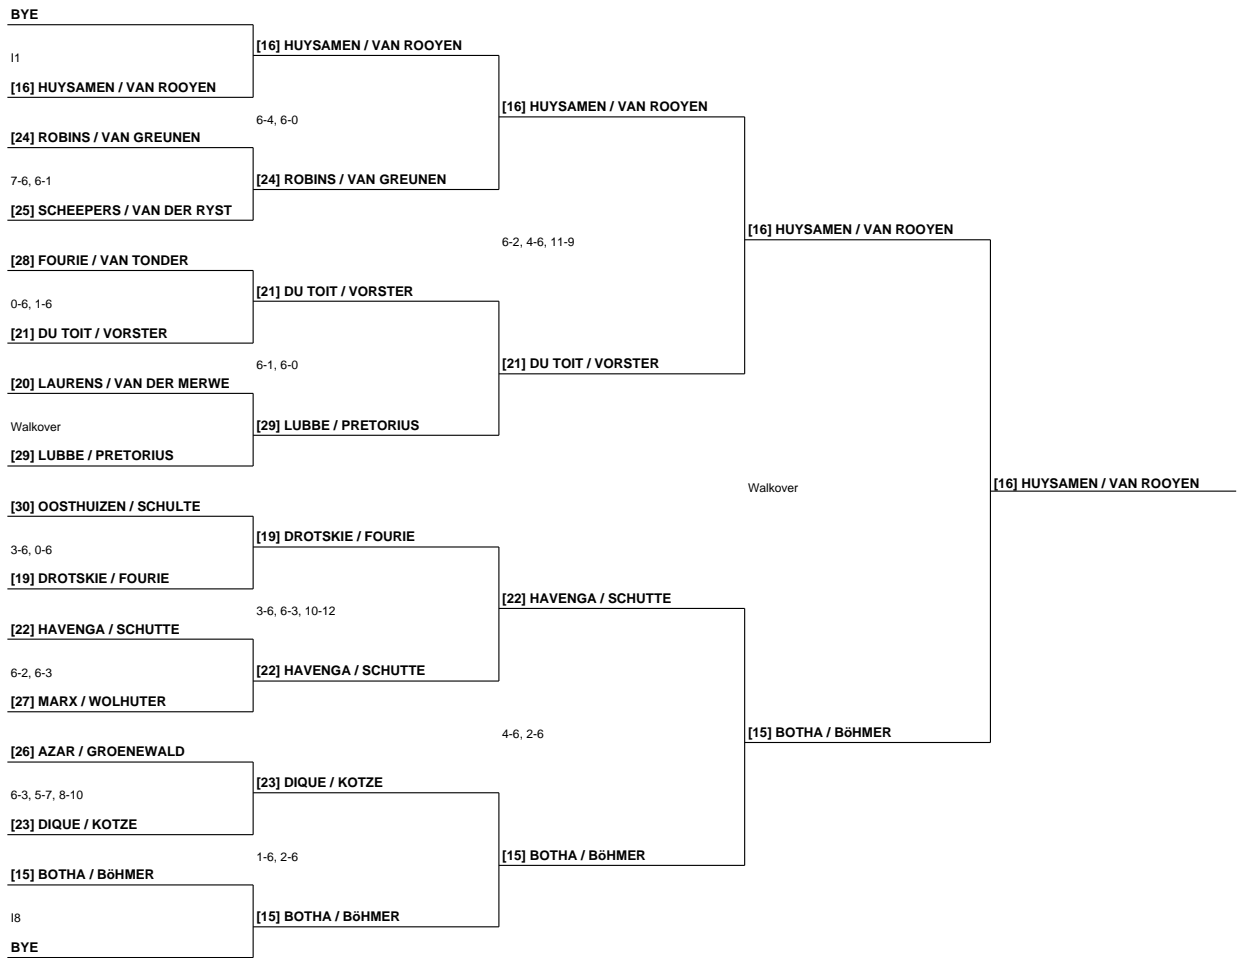 BYE
I1
[16] HUYSAMEN / VAN ROOYEN
[24] ROBINS / VAN GREUNEN
7-6, 6-1
[25] SCHEEPERS / VAN DER RYST
[28] FOURIE / VAN TONDER
0-6, 1-6
[21] DU TOIT / VORSTER
[20] LAURENS / VAN DER MERWE
Walkover
[29] LUBBE / PRETORIUS
[30] OOSTHUIZEN / SCHULTE
3-6, 0-6
[19] DROTSKIE / FOURIE
[22] HAVENGA / SCHUTTE
6-2, 6-3
[27] MARX / WOLHUTER
[26] AZAR / GROENEWALD
6-3, 5-7, 8-10
[23] DIQUE / KOTZE
[15] BOTHA / BöHMER
I8
BYE
[16] HUYSAMEN / VAN ROOYEN
6-4, 6-0
[24] ROBINS / VAN GREUNEN
[21] DU TOIT / VORSTER
6-1, 6-0
[29] LUBBE / PRETORIUS
[19] DROTSKIE / FOURIE
3-6, 6-3, 10-12
[22] HAVENGA / SCHUTTE
[23] DIQUE / KOTZE
1-6, 2-6
[15] BOTHA / BöHMER
[16] HUYSAMEN / VAN ROOYEN
6-2, 4-6, 11-9
[21] DU TOIT / VORSTER
[22] HAVENGA / SCHUTTE
4-6, 2-6
[15] BOTHA / BöHMER
[16] HUYSAMEN / VAN ROOYEN
Walkover
[15] BOTHA / BöHMER
[16] HUYSAMEN / VAN ROOYEN